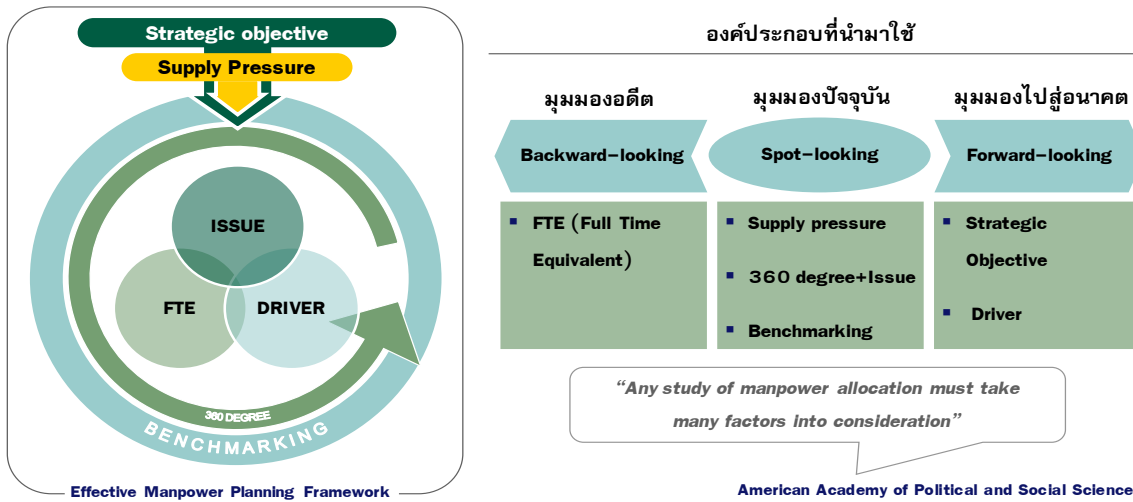 Strategic objective
Supply Pressure
ISSUE
FTE
DRIVER
360 DEGREE
BENCHMARKING
Effective Manpower Planning Framework
องค์ประกอบที่นำมาใช้
มุมมองอดีต
มุมมองปัจจุบัน
มุมมองไปสู่อนาคต
Backward-looking
Spot-looking
Forward-looking
▪ FTE (Full Time
Equivalent)
▪ Supply pressure
▪ 360 degree+Issue
▪ Benchmarking
▪ Strategic
Objective
▪ Driver
“Any study of manpower allocation must take
many factors into consideration”
American Academy of Political and Social Science